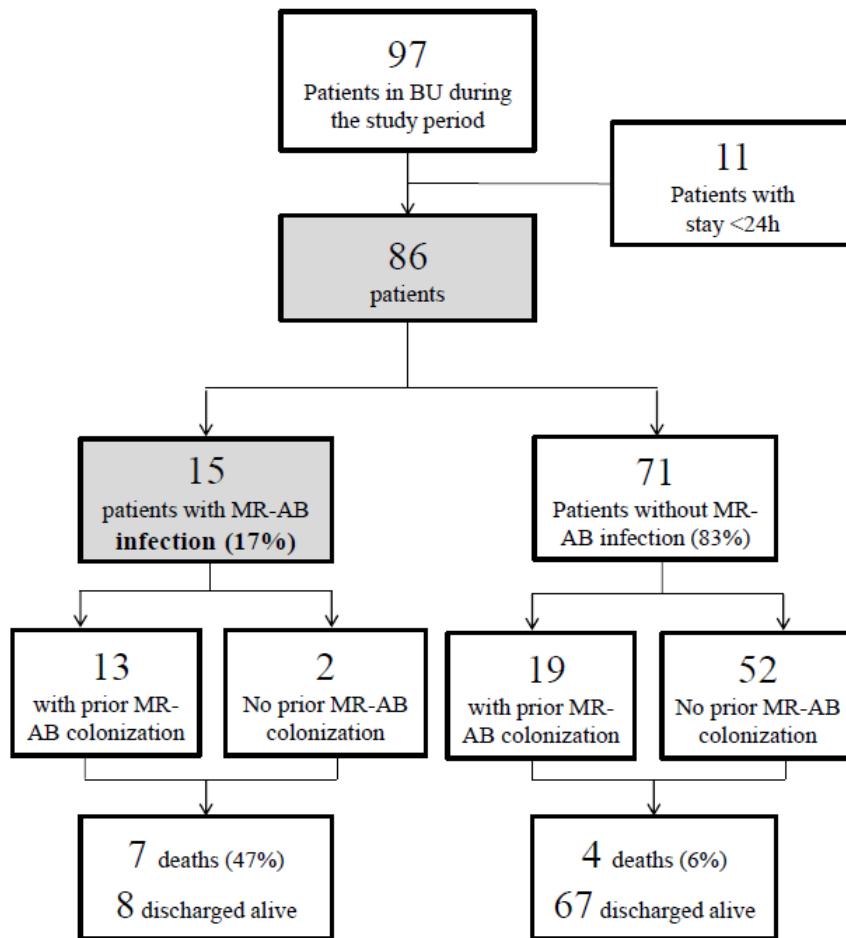 97
Patients in BU during
the study period
11
Patients with
stay <24h
86
patients
15
patients with MR-AB
infection (17%)
71
Patients without MR-
AB infection (83%)
13
with prior MR-
AB colonization
2
No prior MR-AB
colonization
19
with prior MR-
AB colonization
52
No prior MR-AB
colonization
7 deaths (47%)
8 discharged alive
4 deaths (6%)
67 discharged alive